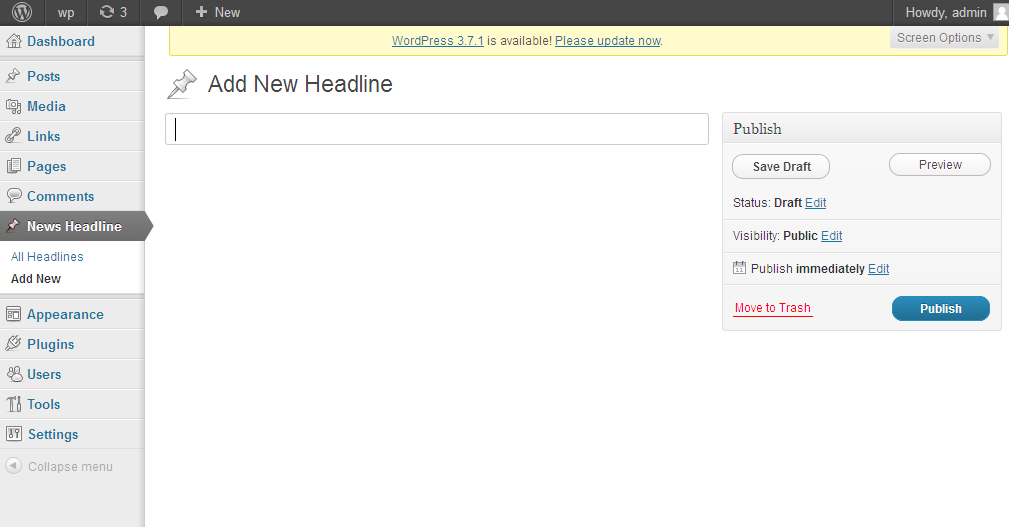 wp 3 + New Howdy, admin
WordPress 3.7.1 is available! Please update now.
Screen Options
Dashboard
Posts
Media
Links
Pages
Comments
News Headline
All Headlines
Add New
Appearance
Plugins
Users
Tools
Settings
Collapse menu
Add New Headline
Publish
Save Draft Preview
Status: Draft Edit
Visibility: Public Edit
Publish immediately Edit
Move to Trash Publish